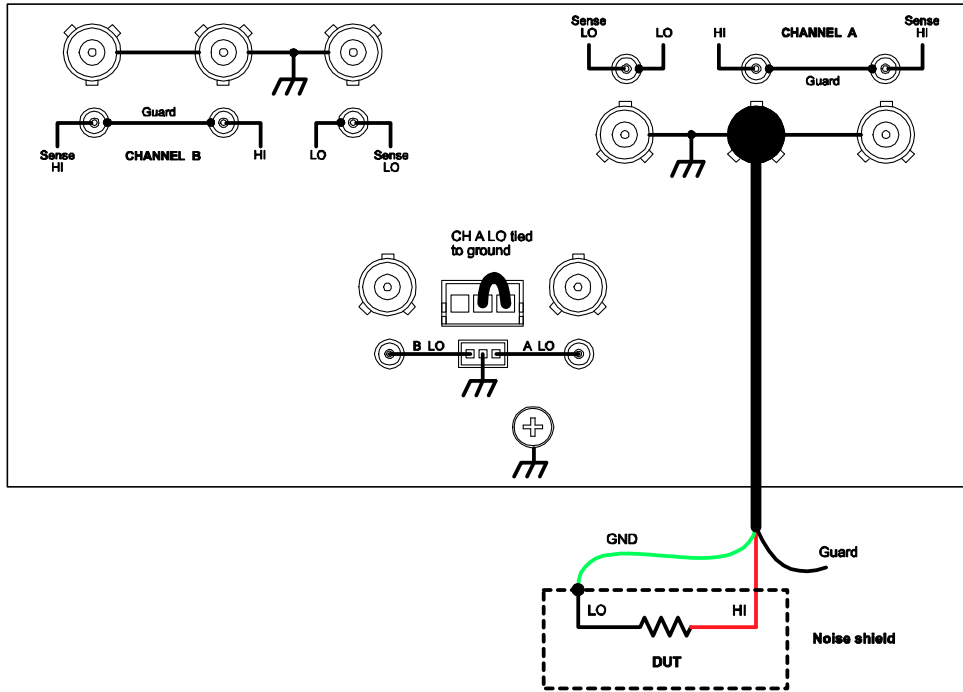 Sense
LO
LO
HI
CHANNEL A
Sense
HI
Guard
Guard
Sense
HI
CHANNEL B
HI
LO
Sense
LO
CH A LO tied
to ground
B LO
A LO
GND
Guard
LO
HI
DUT
Noise shield